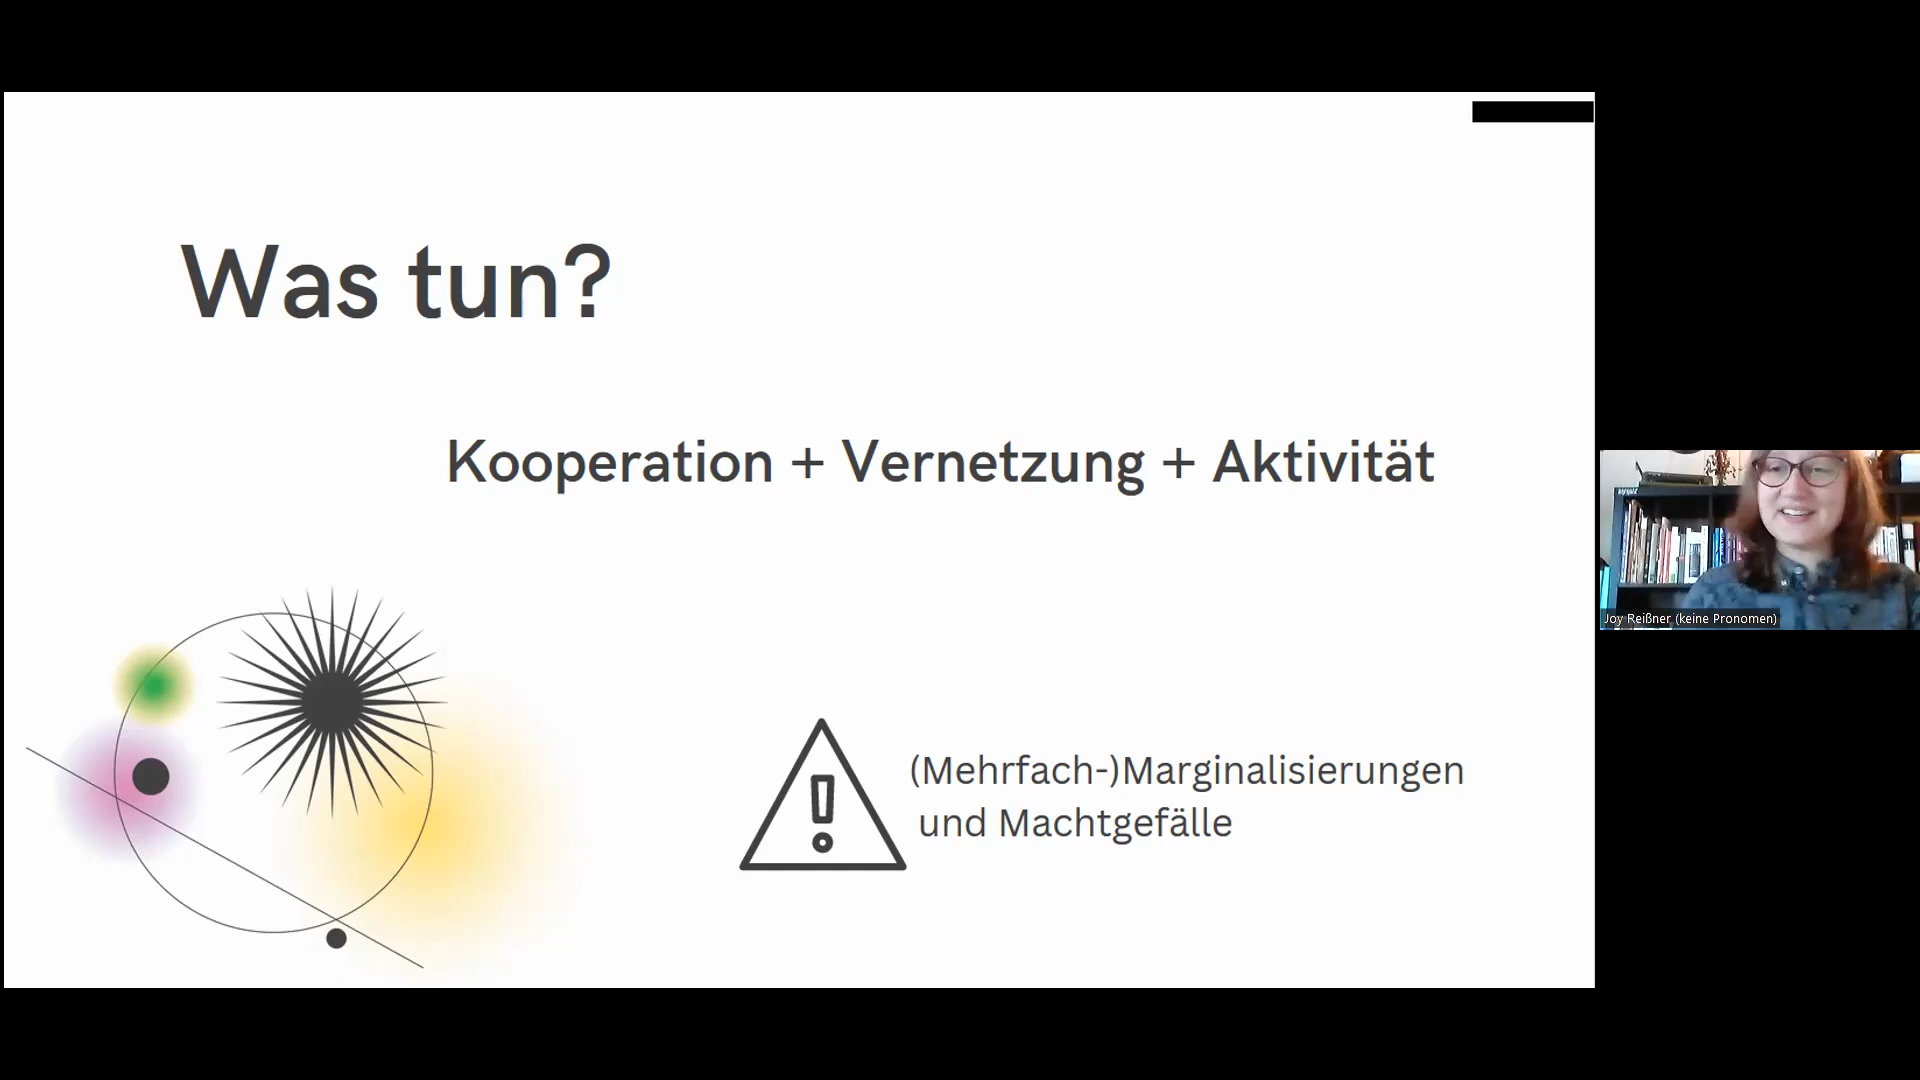 Was tun?
Kooperation + Vernetzung + Aktivität
(Mehrfach-)Marginalisierungen
und Machtgefälle
Joy Reißner (keine Pronomen)